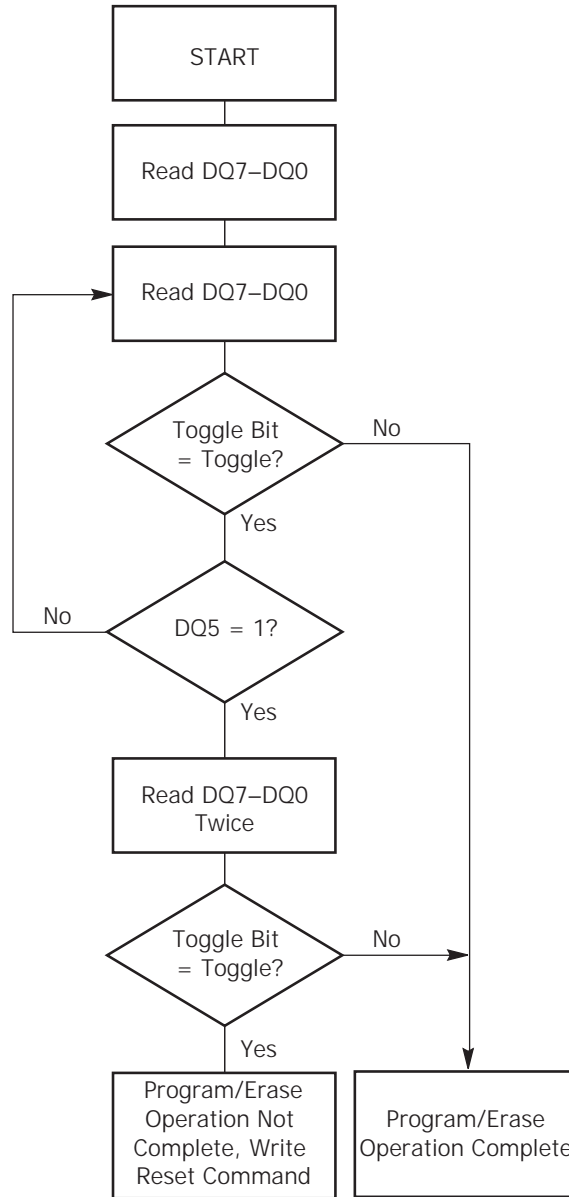 START
Read DQ7–DQ0
Read DQ7–DQ0
Toggle Bit
= Toggle?
No
Yes
No
DQ5 = 1?
Yes
Read DQ7–DQ0
Twice
Toggle Bit
= Toggle?
No
Yes
Program/Erase
Operation Not
Complete, Write
Reset Command
Program/Erase
Operation Complete